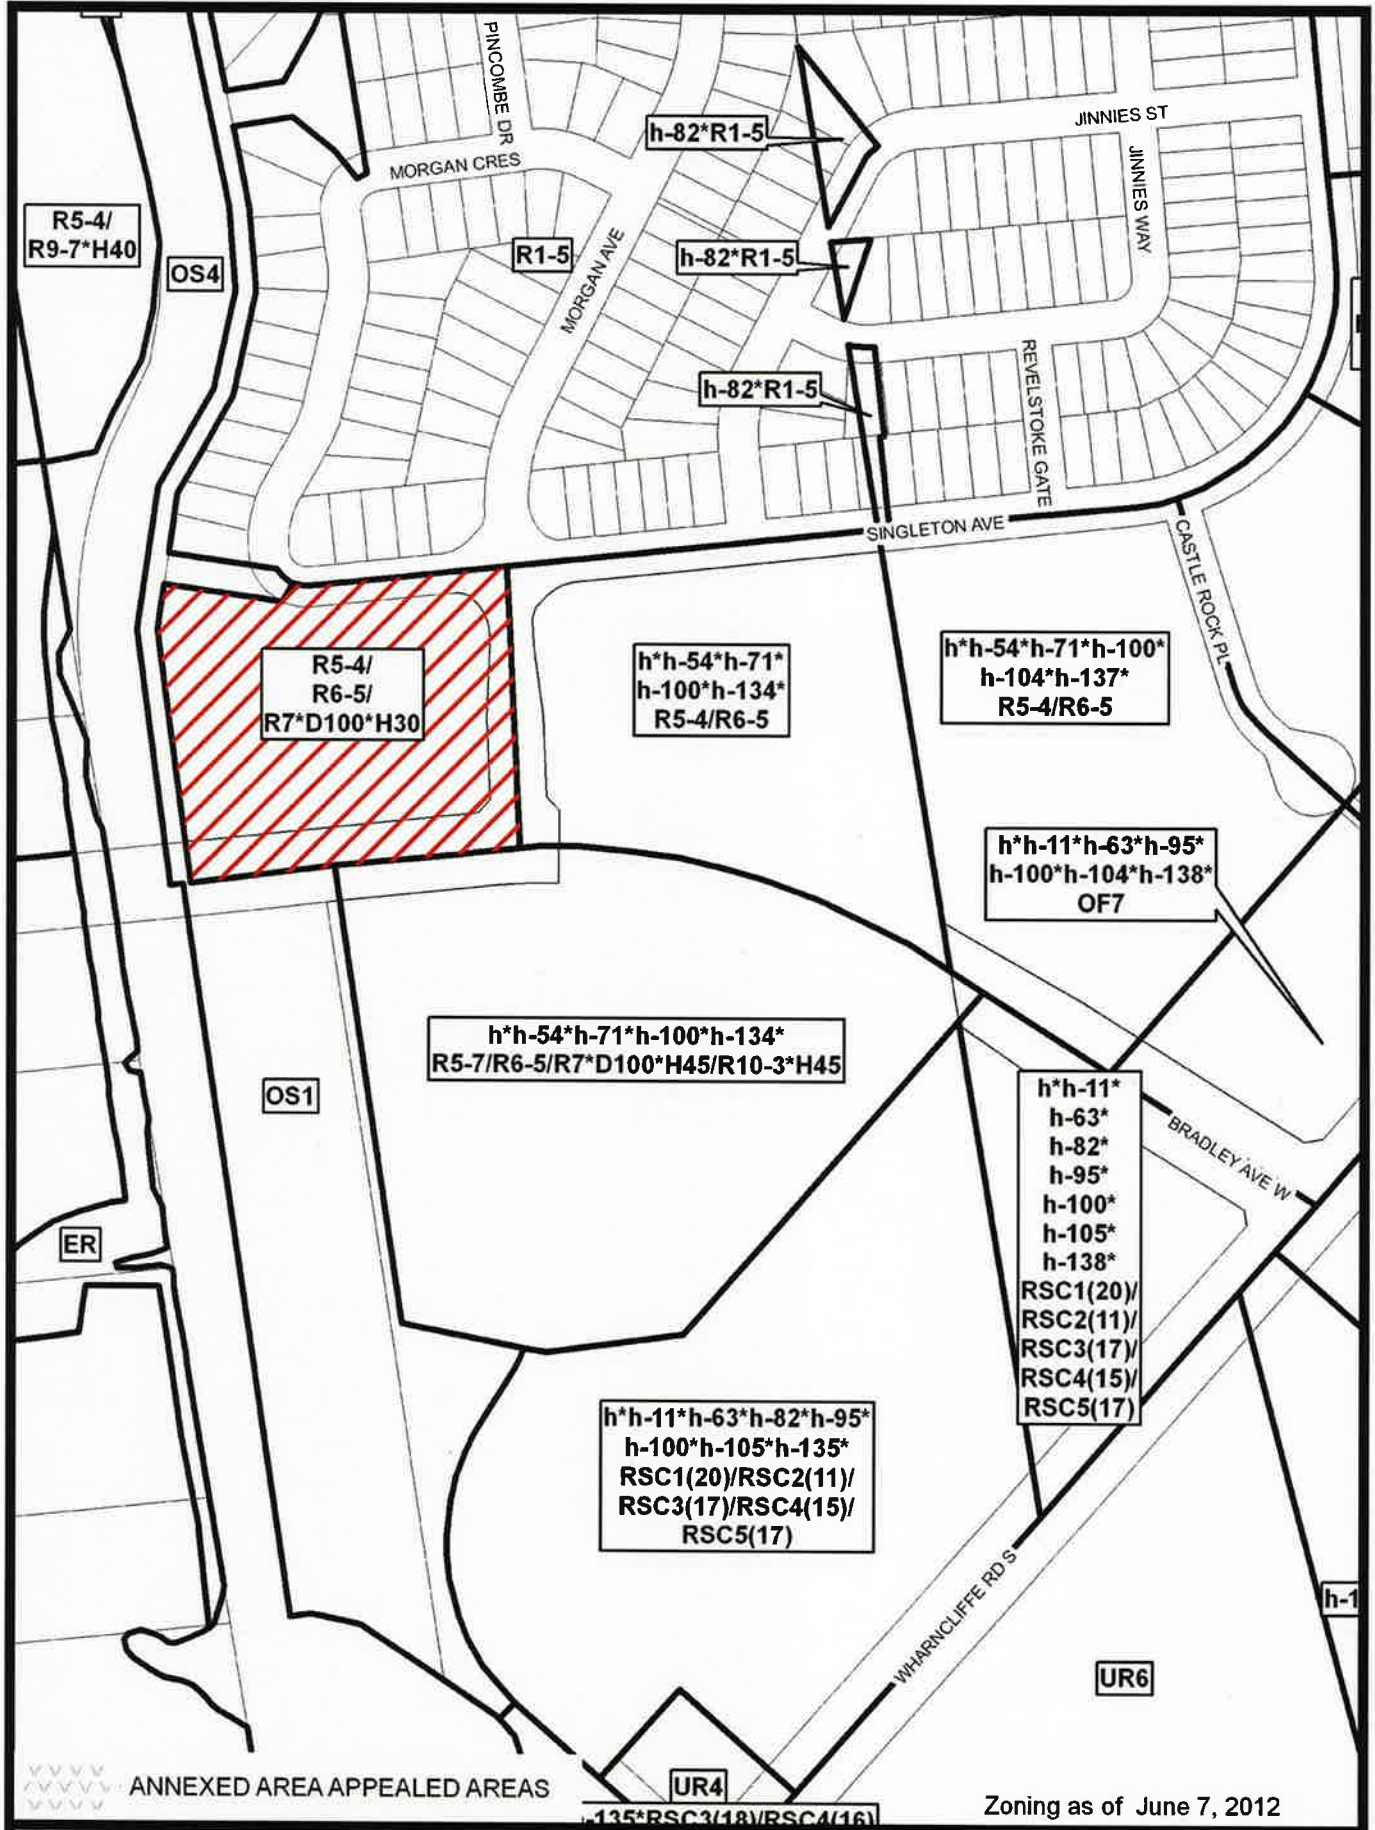 PINCOMBE DR
h-82*R1-5
JINNIES ST
MORGAN CRES
JINNIES WAY
R5-4/
R9-7*H40
OS4
R1-5
MORGAN AVE
h-82*R1-5
h-82*R1-5
REVELSTOKE GATE
SINGLETON AVE
CASTLE ROCK PL
R5-4/
R6-5/
R7*D100*H30
h*h-54*h-71*
h-100*h-134*
R5-4/R6-5
h*h-54*h-71*h-100*
h-104*h-137*
R5-4/R6-5
h*h-11*h-63*h-95*
h-100*h-104*h-138*
OF7
h*h-54*h-71*h-100*h-134*
R5-7/R6-5/R7*D100*H45/R10-3*H45
OS1
h*h-11*
h-63*
h-82*
h-95*
h-100*
h-105*
h-138*
RSC1(20)/
RSC2(11)/
RSC3(17)/
RSC4(15)/
RSC5(17)
BRADLEY AVE W
ER
h*h-11*h-63*h-82*h-95*
h-100*h-105*h-135*
RSC1(20)/RSC2(11)/
RSC3(17)/RSC4(15)/
RSC5(17)
WHARNCLIFFE RD S
h-1
UR6
ANNEXED AREA APPEALED AREAS
UR4
-135*RSC3(18)/RSC4(16)
Zoning as of June 7, 2012